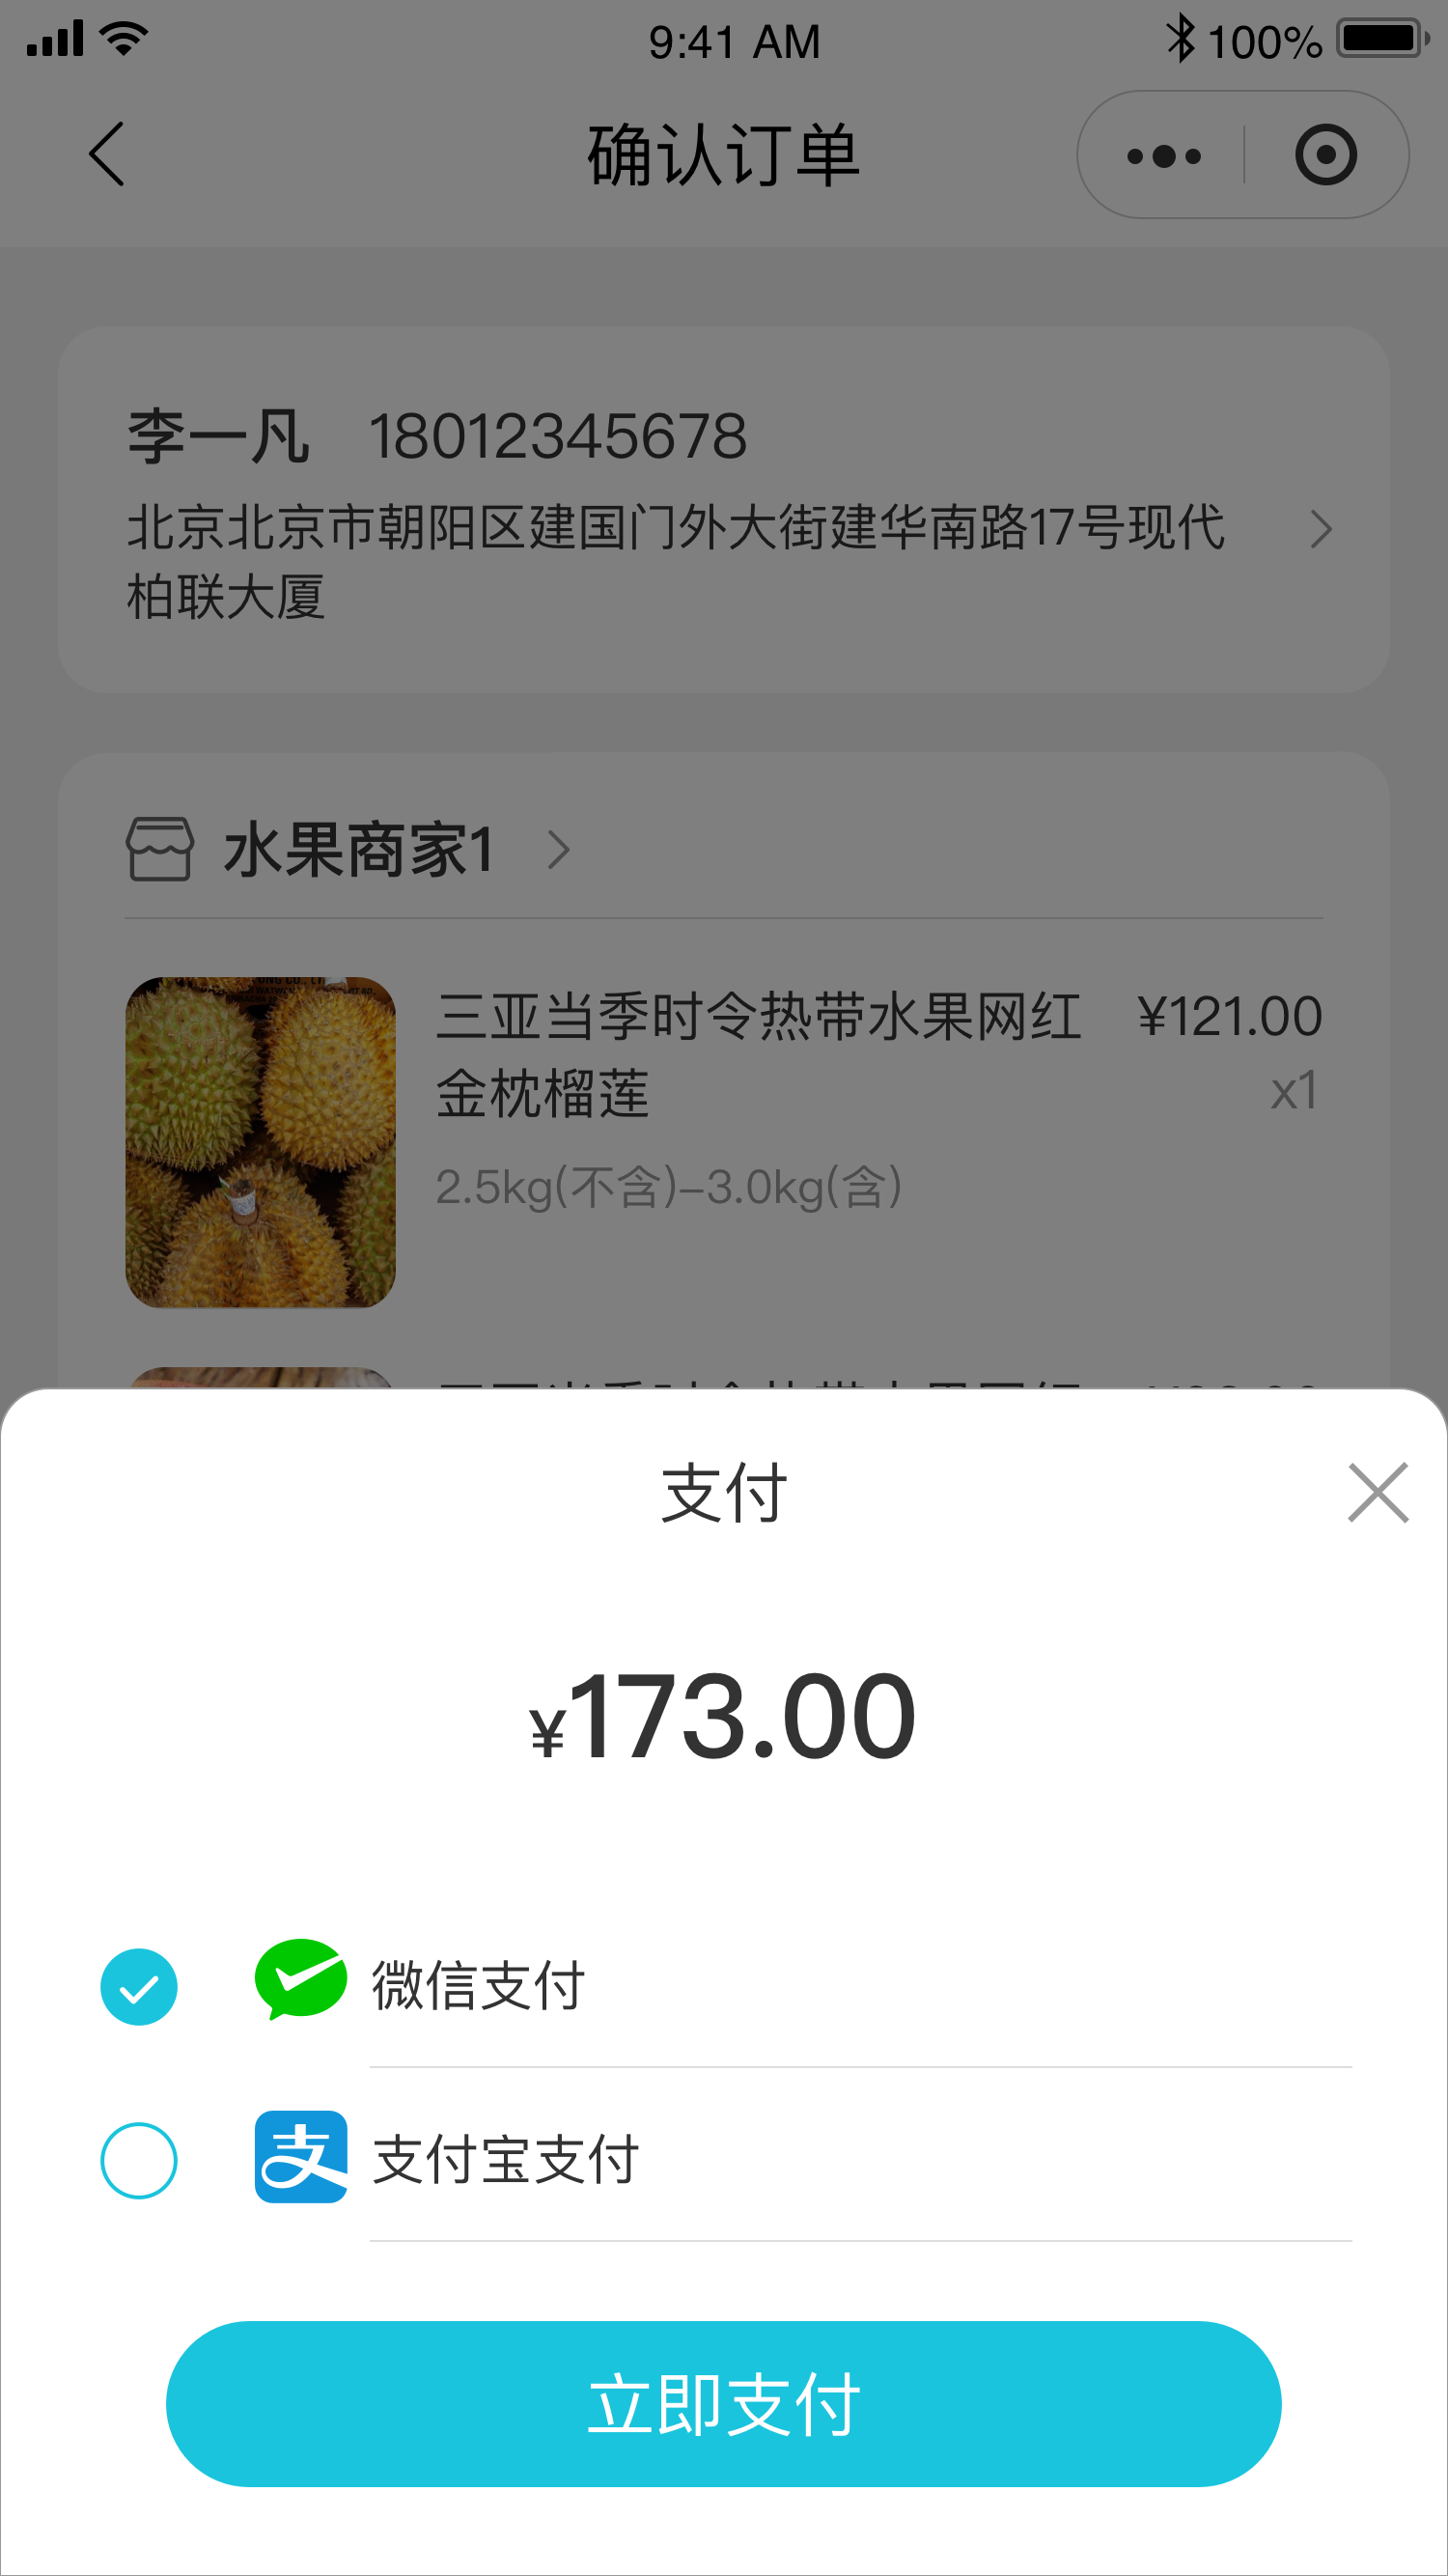 9:41 AM
100%
确认订单
李一凡 18012345678
北京北京市朝阳区建国门外大街建华南路17号现代
柏联大厦
水果商家1
三亚当季时令热带水果网红 ¥121.00
金枕榴莲 x1
2.5kg(不含)-3.0kg(含)
支付
¥173.00
微信支付
支付宝支付
立即支付